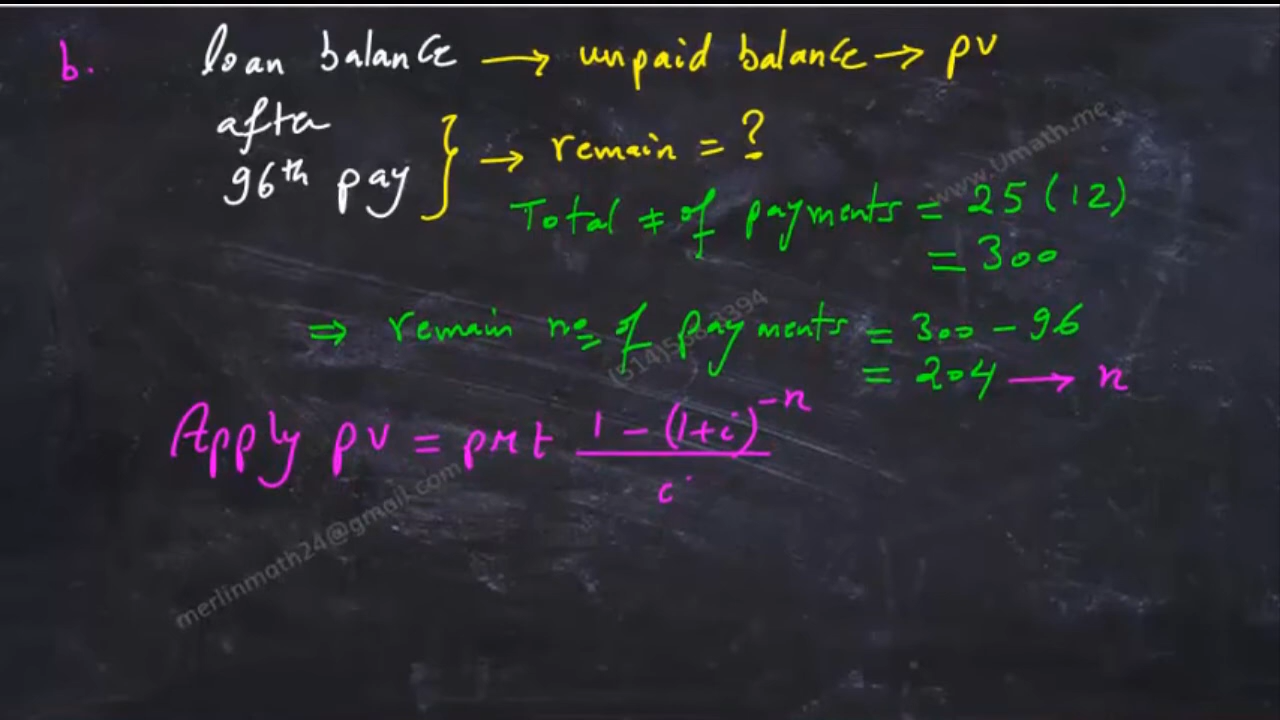 b. loan balance → unpaid balance → pv
after
96th pay } → remain = ?
Total # of payments = 25 (12)
= 300
⇒ remain no of payments = 300 - 96
= 204 → n
Apply pv = pmt \frac{1 - (1+i)^{-n}}{i}
www.Umath.me
merlinmath24@gmail.com